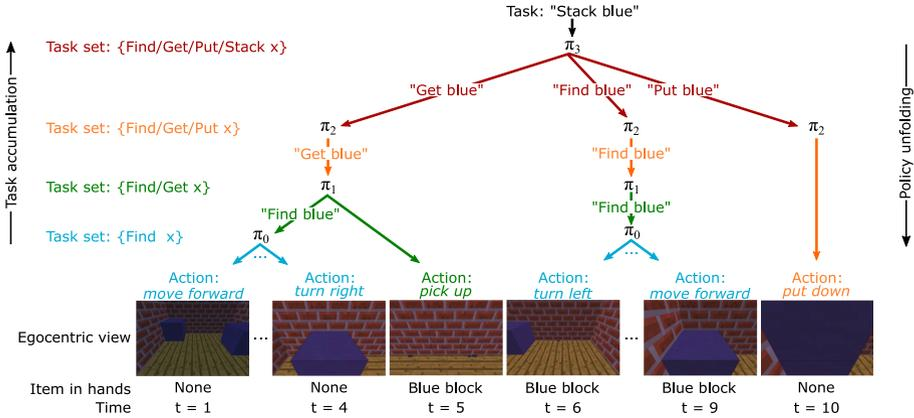 Task: "Stack blue"
Task set: {Find/Get/Put/Stack x}
π3
"Get blue" "Find blue" "Put blue"
Task set: {Find/Get/Put x}
π2 π2 π2
"Get blue" "Find blue"
Task set: {Find/Get x}
π1 π1
"Find blue" "Find blue"
Task set: {Find  x}
π0 π0
... ...
Action: Action: Action: Action: Action: Action:
move forward turn right pick up turn left move forward put down
Egocentric view ... ...
Item in hands None None Blue block Blue block Blue block None
Time t = 1 t = 4 t = 5 t = 6 t = 9 t = 10
Task accumulation
Policy unfolding